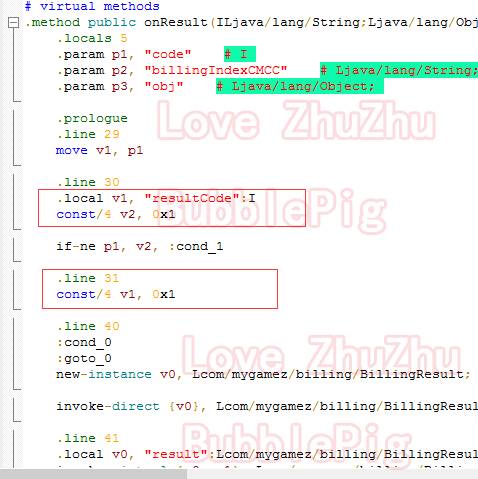 # virtual methods
.method public onResult(ILjava/lang/String;Ljava/lang/Obj
.locals 5
.param p1, "code" # I
.param p2, "billingIndexCMCC" # Ljava/lang/String;
.param p3, "obj" # Ljava/lang/Object;
.prologue
.line 29
move v1, p1
Love ZhuZhu
.line 30
.local v1, "resultCode":I
const/4 v2, 0x1
BubblePig
if-ne p1, v2, :cond_1
.line 31
const/4 v1, 0x1
.line 40
:cond_0
:goto_0
Love ZhuZhu
new-instance v0, Lcom/mygamez/billing/BillingResult;
invoke-direct {v0}, Lcom/mygamez/billing/BillingResul
.line 41
BubblePig
.local v0, "result":Lcom/mygamez/billing/BillingResul